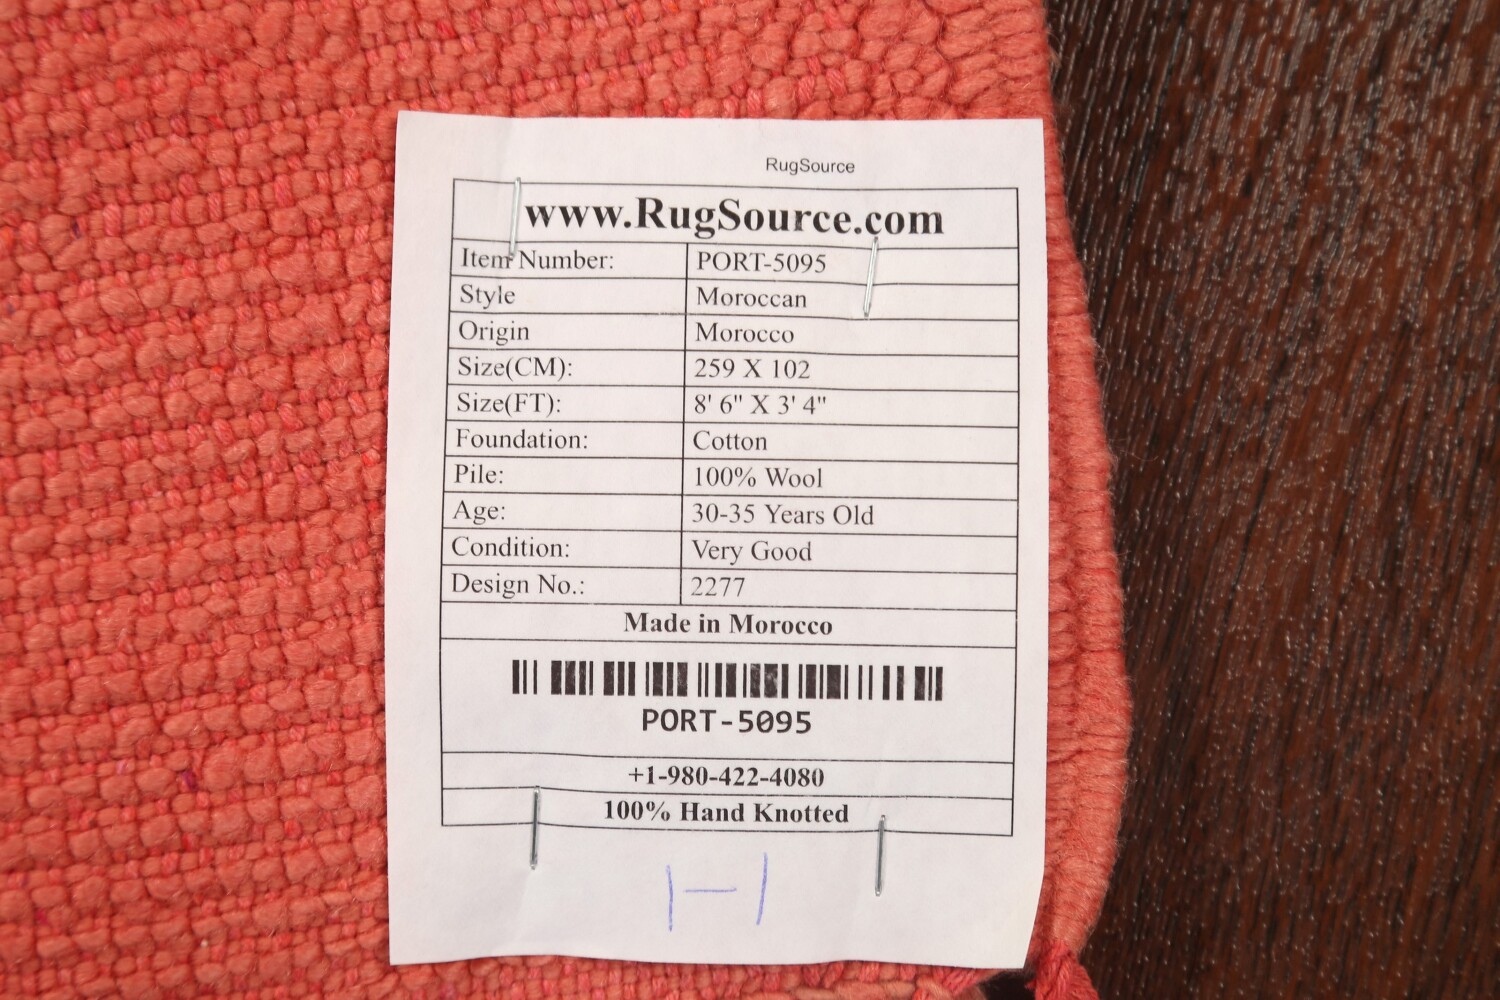 RugSource
www.RugSource.com
Item Number: PORT-5095
Style Moroccan
Origin Morocco
Size(CM): 259 X 102
Size(FT): 8' 6" X 3' 4"
Foundation: Cotton
Pile: 100% Wool
Age: 30-35 Years Old
Condition: Very Good
Design No.: 2277
Made in Morocco
PORT-5095
+1-980-422-4080
100% Hand Knotted
1-1